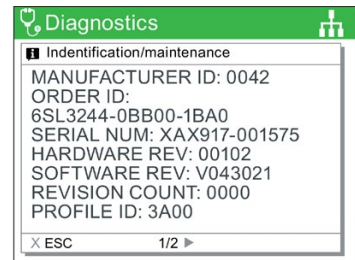 Diagnostics
Indentification/maintenance
MANUFACTURER ID: 0042
ORDER ID:
6SL3244-0BB00-1BA0
SERIAL NUM: XAX917-001575
HARDWARE REV: 00102
SOFTWARE REV: V043021
REVISION COUNT: 0000
PROFILE ID: 3A00
X ESC 1/2 ▶